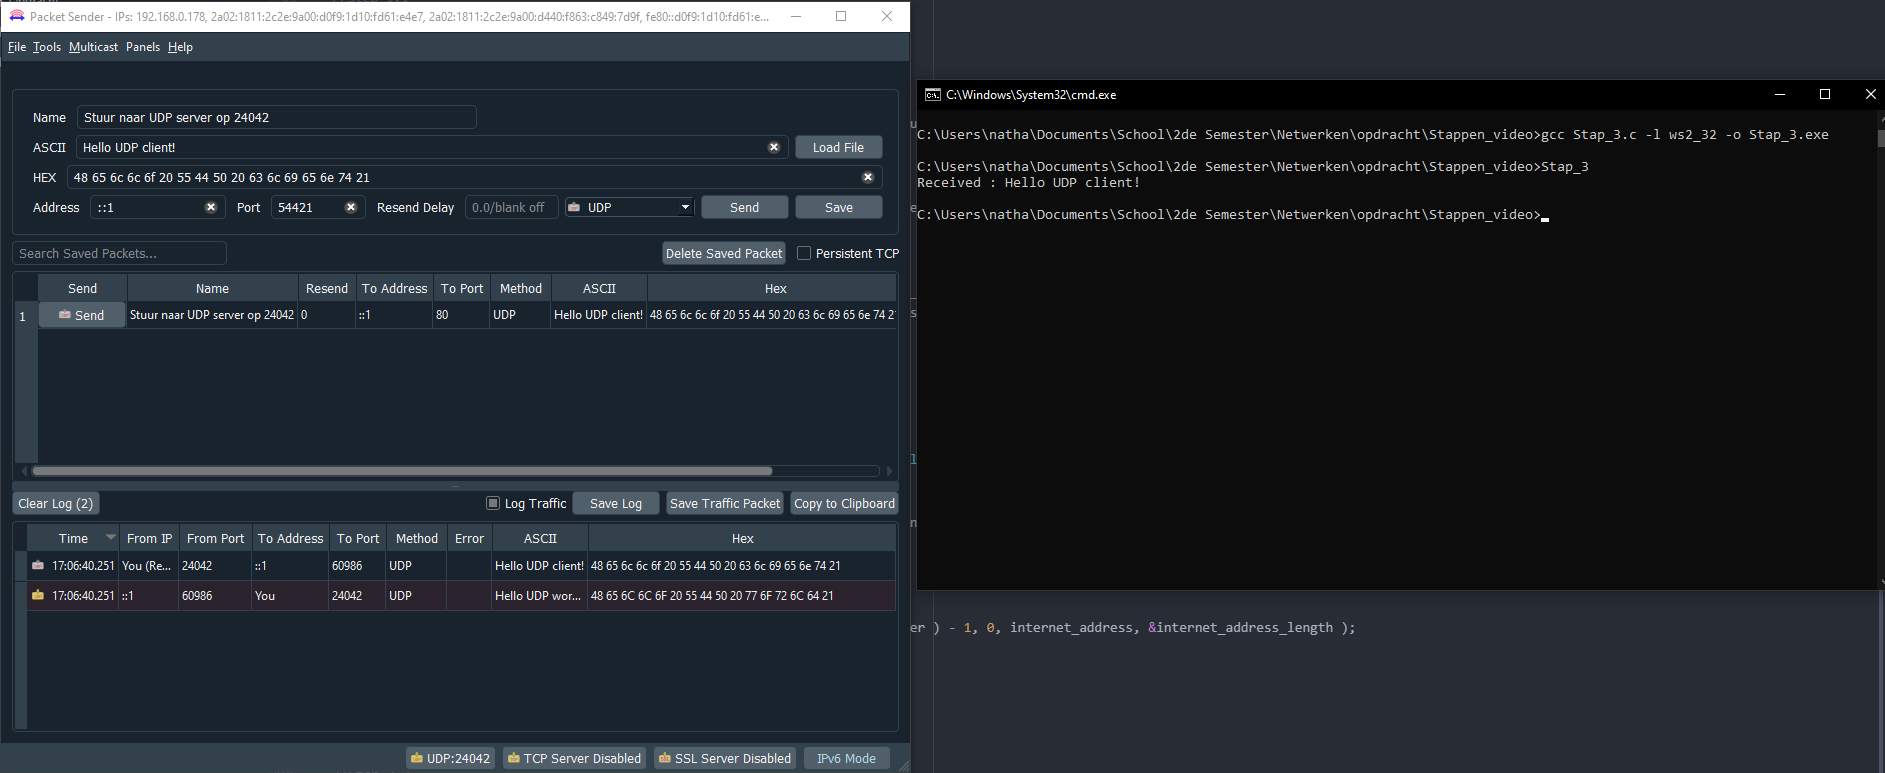 Packet Sender - IPs: 192.168.0.178, 2a02:1811:2c2e:9a00:d0f9:1d10:fd61:e4e7, 2a02:1811:2c2e:9a00:d440:f863:c849:7d9f, fe80::d0f9:1d10:fd61:e...
File Tools Multicast Panels Help
Name Stuur naar UDP server op 24042
ASCII Hello UDP client! Load File
HEX 48 65 6c 6c 6f 20 55 44 50 20 63 6c 69 65 6e 74 21
Address ::1 Port 54421 Resend Delay 0.0/blank off UDP Send Save
Search Saved Packets... Delete Saved Packet Persistent TCP
Send Name Resend To Address To Port Method ASCII Hex
1 Send Stuur naar UDP server op 24042 0 ::1 80 UDP Hello UDP client! 48 65 6c 6c 6f 20 55 44 50 20 63 6c 69 65 6e 74 21
Clear Log (2) Log Traffic Save Log Save Traffic Packet Copy to Clipboard
Time From IP From Port To Address To Port Method Error ASCII Hex
17:06:40.251 You (Re... 24042 ::1 60986 UDP Hello UDP client! 48 65 6c 6c 6f 20 55 44 50 20 63 6c 69 65 6e 74 21
17:06:40.251 ::1 60986 You 24042 UDP Hello UDP wor... 48 65 6C 6C 6F 20 55 44 50 20 77 6F 72 6C 64 21
UDP:24042 TCP Server Disabled SSL Server Disabled IPv6 Mode
C:\Windows\System32\cmd.exe
C:\Users\natha\Documents\School\2de Semester\Netwerken\opdracht\Stappen_video>gcc Stap_3.c -l ws2_32 -o Stap_3.exe
C:\Users\natha\Documents\School\2de Semester\Netwerken\opdracht\Stappen_video>Stap_3
Received : Hello UDP client!
C:\Users\natha\Documents\School\2de Semester\Netwerken\opdracht\Stappen_video>
er ) - 1, 0, internet_address, &internet_address_length );